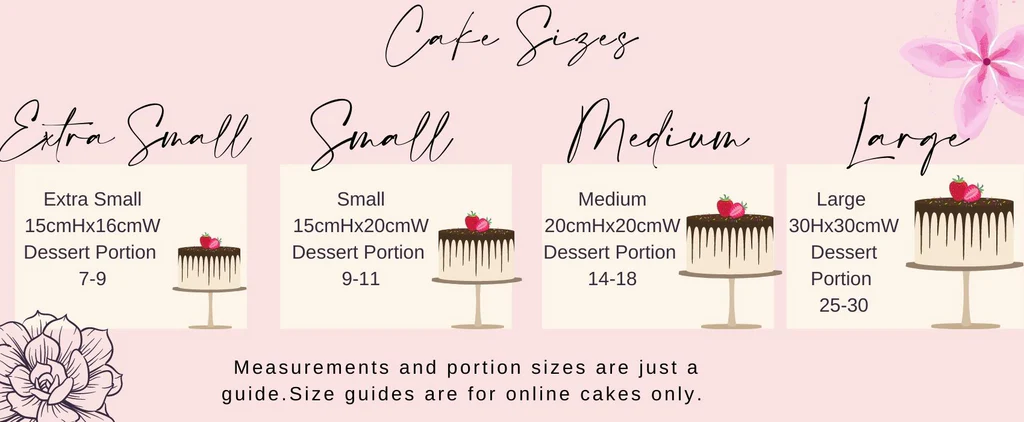 Cake Sizes
Extra Small
Small
Medium
Large
Extra Small
15cmHx16cmW
Dessert Portion
7-9
Small
15cmHx20cmW
Dessert Portion
9-11
Medium
20cmHx20cmW
Dessert Portion
14-18
Large
30Hx30cmW
Dessert
Portion
25-30
Measurements and portion sizes are just a
guide.Size guides are for online cakes only.